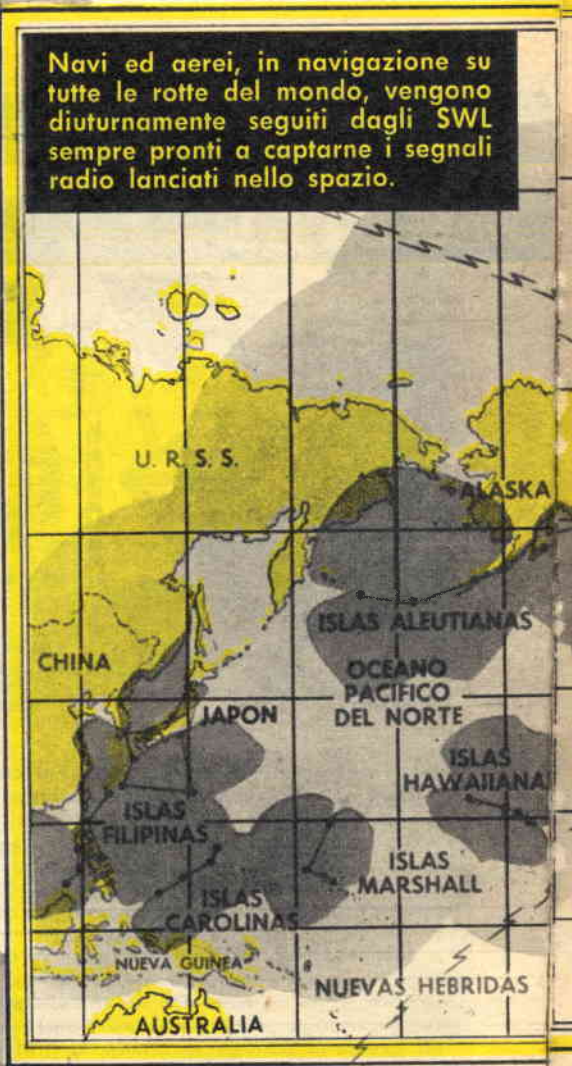 Navi ed aerei, in navigazione su
tutte le rotte del mondo, vengono
diuturnamente seguiti dagli SWL
sempre pronti a captarne i segnali
radio lanciati nello spazio.
U. R. S. S.
ALASKA
ISLAS ALEUTIANAS
CHINA
OCEANO
PACIFICO
DEL NORTE
JAPON
ISLAS
HAWAIIANA
ISLAS
FILIPINAS
ISLAS
MARSHALL
ISLAS
CAROLINAS
NUEVA GUINEA
NUEVAS HEBRIDAS
AUSTRALIA